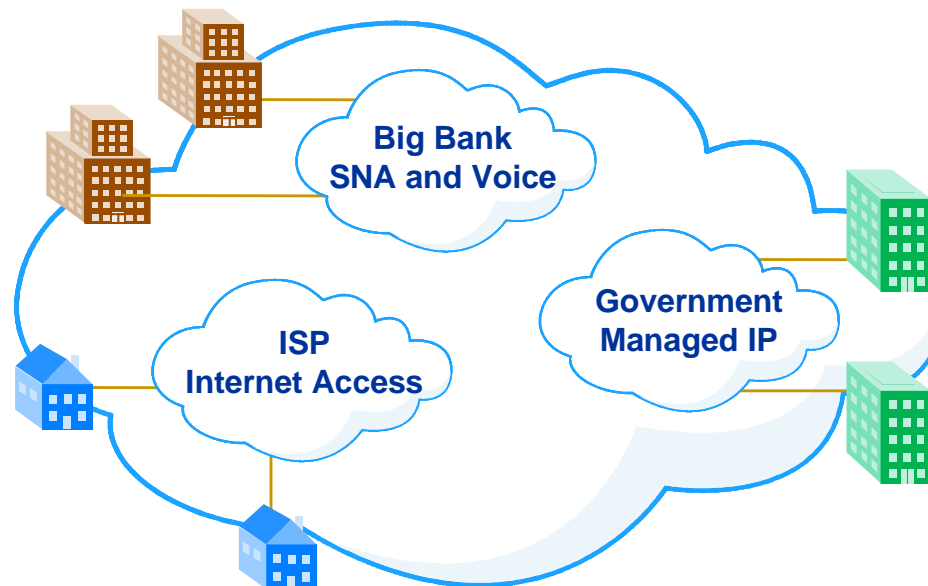 Big Bank
SNA and Voice
Government
Managed IP
ISP
Internet Access